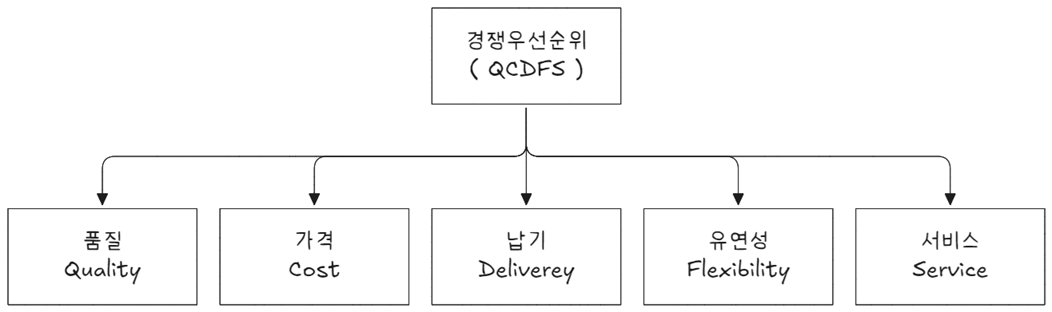 경쟁우선순위
( QCDFS )
품질
Quality
가격
Cost
납기
Deliverey
유연성
Flexibility
서비스
Service